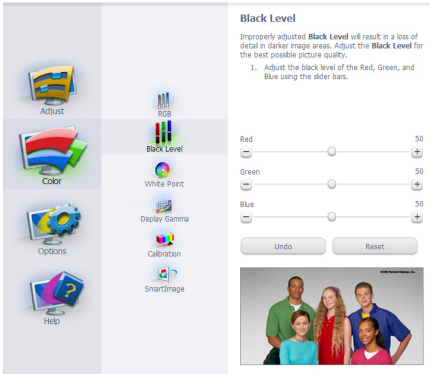 Adjust
Color
Options
Help
RGB
Black Level
White Point
Display Gamma
Calibration
SmartImage
Black Level
Improperly adjusted Black Level will result in a loss of
detail in darker image areas. Adjust the Black Level for
the best possible picture quality.
1. Adjust the black level of the Red, Green, and
Blue using the slider bars.
Red 50
Green 50
Blue 50
Undo Reset